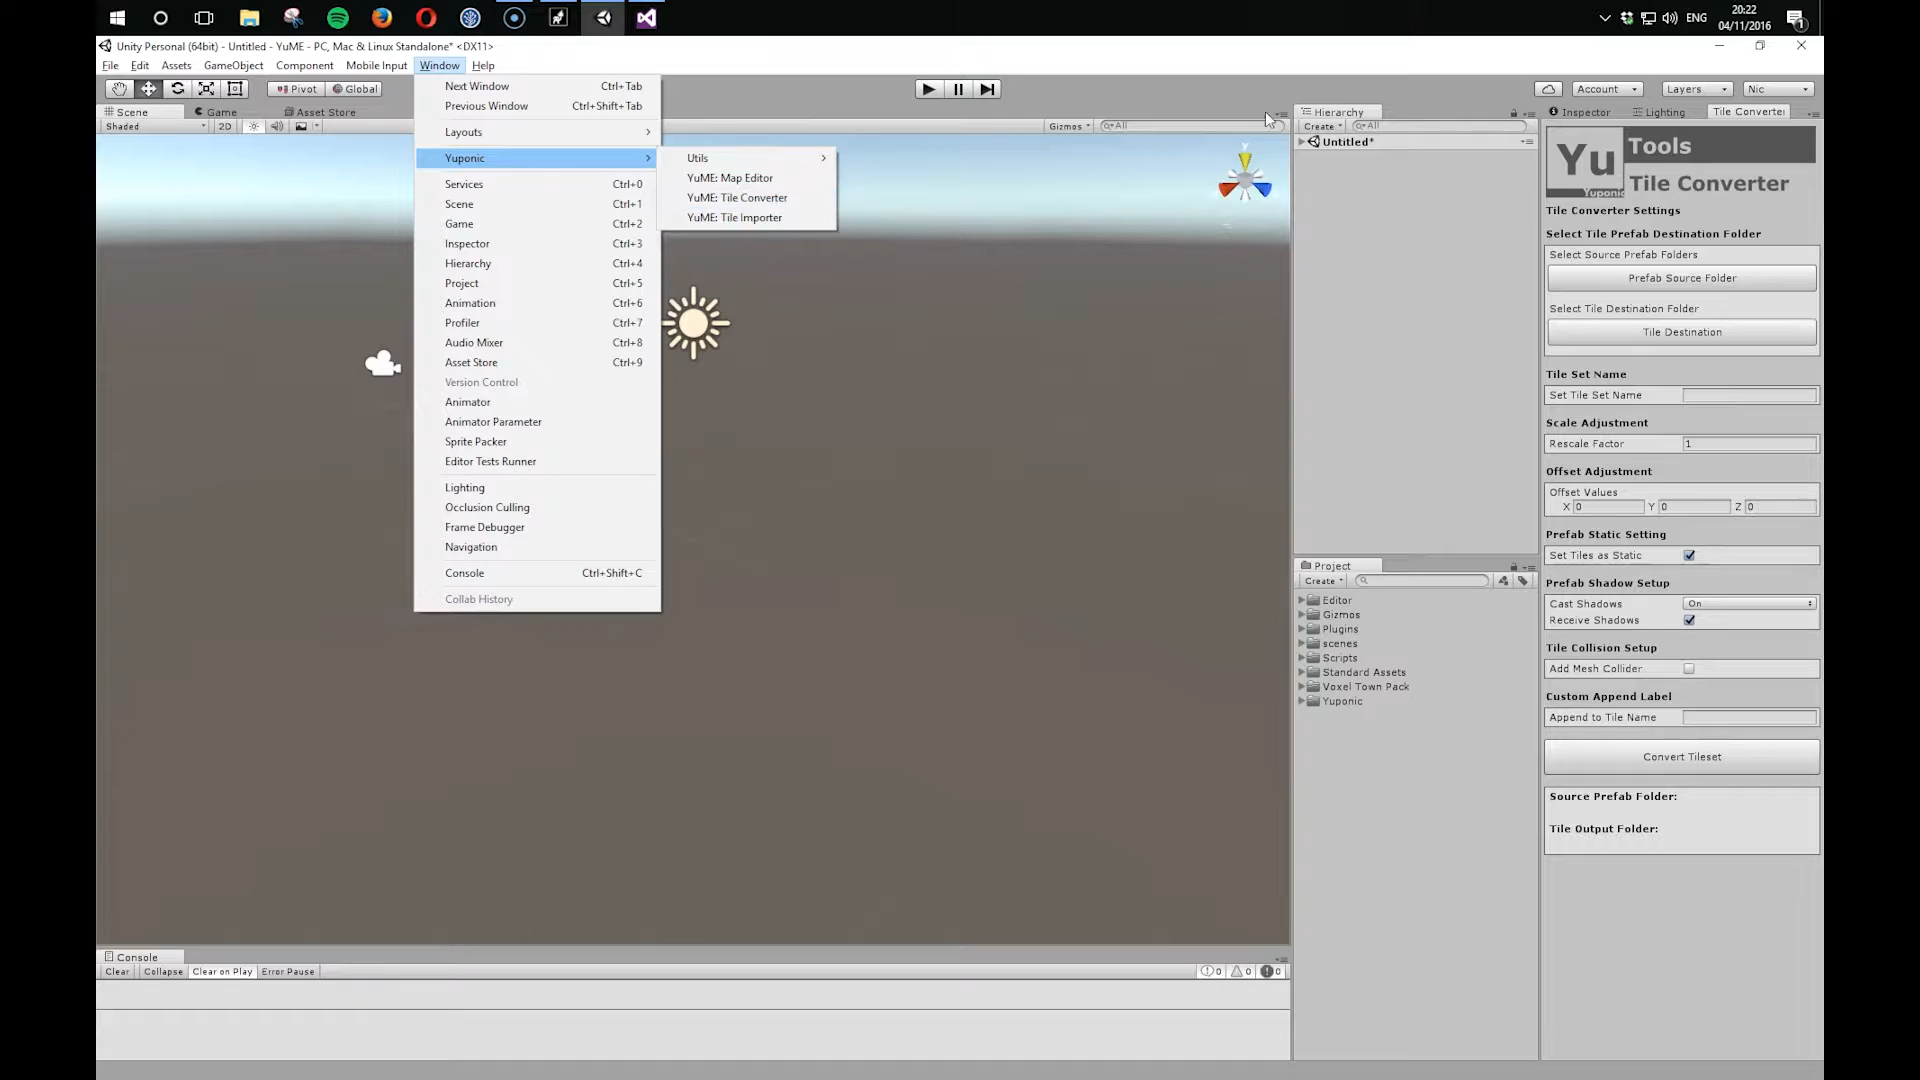 ENG
20:22
04/11/2016
1
Unity Personal (64bit) - Untitled - YuME - PC, Mac & Linux Standalone* <DX11>
File Edit Assets GameObject Component Mobile Input Window Help
Pivot Global
Account Layers Nic
Scene Game Asset Store
Shaded 2D
Gizmos All
Next Window Ctrl+Tab
Previous Window Ctrl+Shift+Tab
Layouts
Yuponic
Services Ctrl+0
Scene Ctrl+1
Game Ctrl+2
Inspector Ctrl+3
Hierarchy Ctrl+4
Project Ctrl+5
Animation Ctrl+6
Profiler Ctrl+7
Audio Mixer Ctrl+8
Asset Store Ctrl+9
Version Control
Animator
Animator Parameter
Sprite Packer
Editor Tests Runner
Lighting
Occlusion Culling
Frame Debugger
Navigation
Console Ctrl+Shift+C
Collab History
Utils
YuME: Map Editor
YuME: Tile Converter
YuME: Tile Importer
Y
Hierarchy
Create All
Untitled*
Project
Create
Editor
Gizmos
Plugins
scenes
Scripts
Standard Assets
Voxel Town Pack
Yuponic
Inspector Lighting Tile Converter
Yu
Yuponic
Tools
Tile Converter
Tile Converter Settings
Select Tile Prefab Destination Folder
Select Source Prefab Folders
Prefab Source Folder
Select Tile Destination Folder
Tile Destination
Tile Set Name
Set Tile Set Name
Scale Adjustment
Rescale Factor 1
Offset Adjustment
Offset Values
X 0 Y 0 Z 0
Prefab Static Setting
Set Tiles as Static
Prefab Shadow Setup
Cast Shadows On
Receive Shadows
Tile Collision Setup
Add Mesh Collider
Custom Append Label
Append to Tile Name
Convert Tileset
Source Prefab Folder:
Tile Output Folder:
Console
Clear Collapse Clear on Play Error Pause
0 0 0